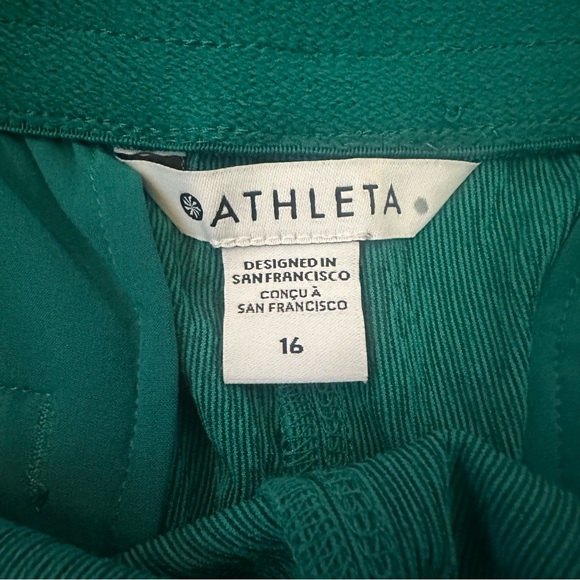 ATHLETA
DESIGNED IN
SAN FRANCISCO
CONÇU À
SAN FRANCISCO
16